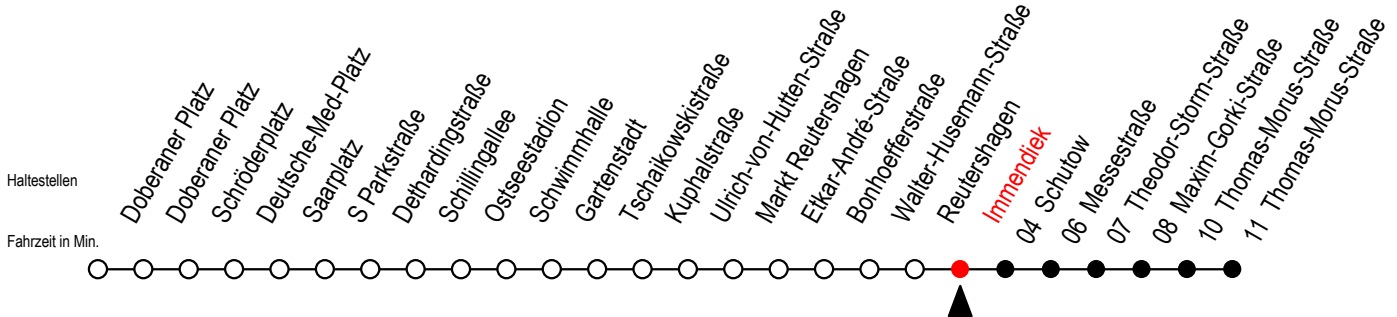 Haltestellen
Fahrzeit in Min.
Doberaner Platz
Doberaner Platz
Schröderplatz
Deutsche-Med-Platz
Saarplatz
S Parkstraße
Dethardingstraße
Schillingallee
Ostseestadion
Schwimmhalle
Gartenstadt
Tschaikowskistraße
Kuphalstraße
Ulrich-von-Hutten-Straße
Markt Reutershagen
Etkar-André-Straße
Bonhoefferstraße
Walter-Husemann-Straße
Reutershagen
Immendiek
04 Schutow
06 Messestraße
07 Theodor-Storm-Straße
08 Maxim-Gorki-Straße
10 Thomas-Morus-Straße
11 Thomas-Morus-Straße